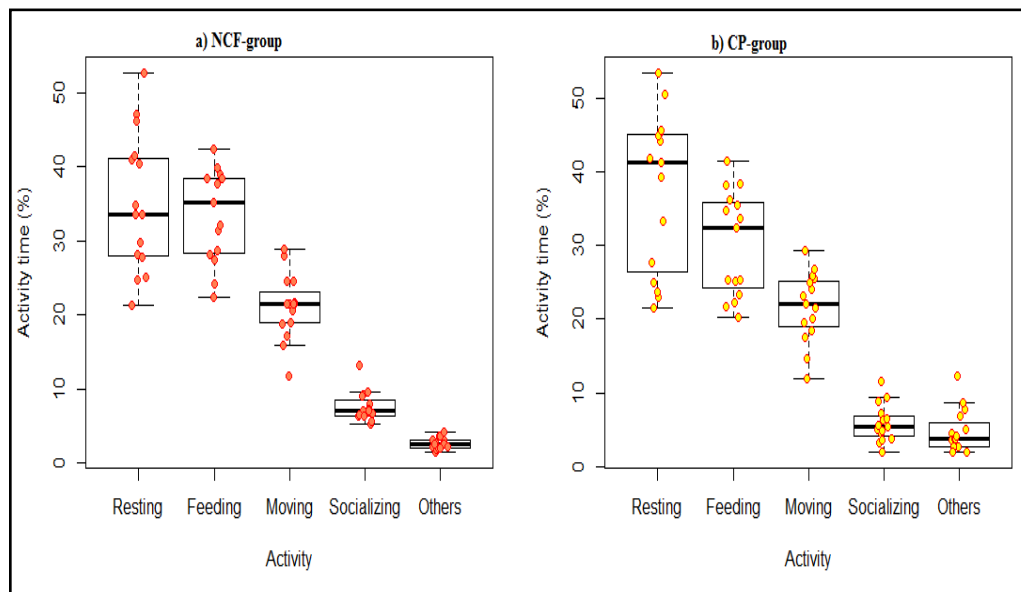 a) NCF-group
Activity time (%)
0
10
20
30
40
50
Resting
Feeding
Moving
Socializing
Others
Activity
b) CP-group
Activity time (%)
0
10
20
30
40
50
Resting
Feeding
Moving
Socializing
Others
Activity